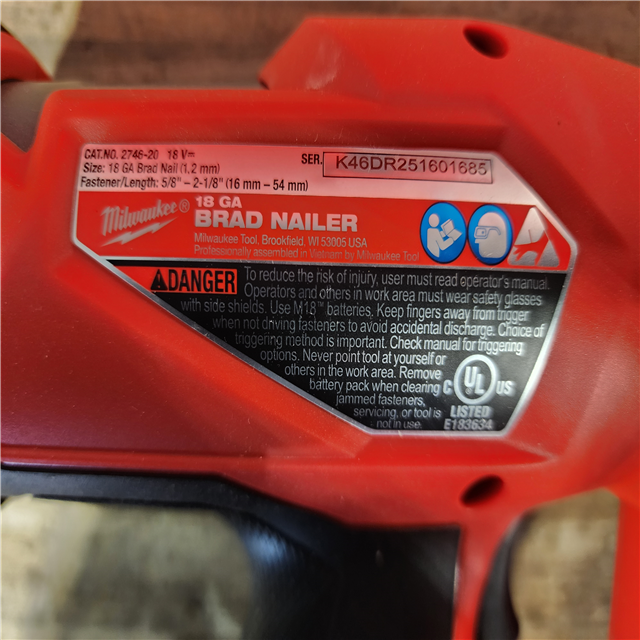 CAT.NO. 2746-20 18 V⎓
SER. K46DR251601685
Size: 18 GA Brad Nail (1,2 mm)
Fastener/Length: 5/8" – 2-1/8" (16 mm – 54 mm)
Milwaukee®
18 GA
BRAD NAILER
Milwaukee Tool, Brookfield, WI 53005 USA
Professionally assembled in Vietnam by Milwaukee Tool
DANGER
To reduce the risk of injury, user must read operator's manual.
Operators and others in work area must wear safety glasses
with side shields. Use M18™ batteries. Keep fingers away from trigger
when not driving fasteners to avoid accidental discharge. Choice of
triggering method is important. Check manual for triggering
options. Never point tool at yourself or
others in the work area. Remove
battery pack when clearing
jammed fasteners,
servicing, or tool is
not in use.
C UL US
LISTED
E183634